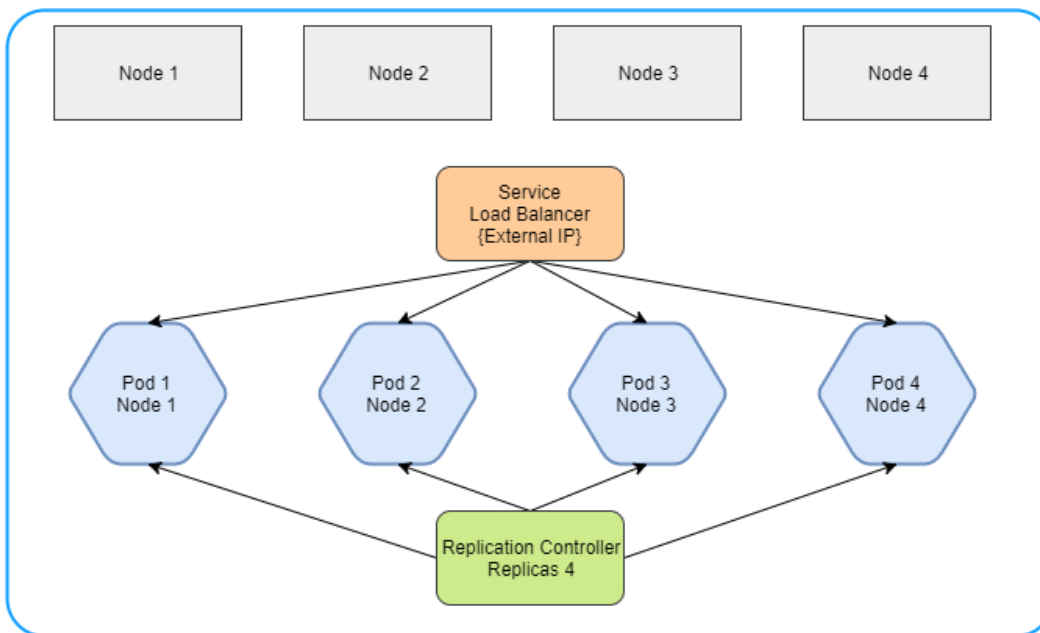 Node 1
Node 2
Node 3
Node 4
Service
Load Balancer
{External IP}
Pod 1
Node 1
Pod 2
Node 2
Pod 3
Node 3
Pod 4
Node 4
Replication Controller
Replicas 4